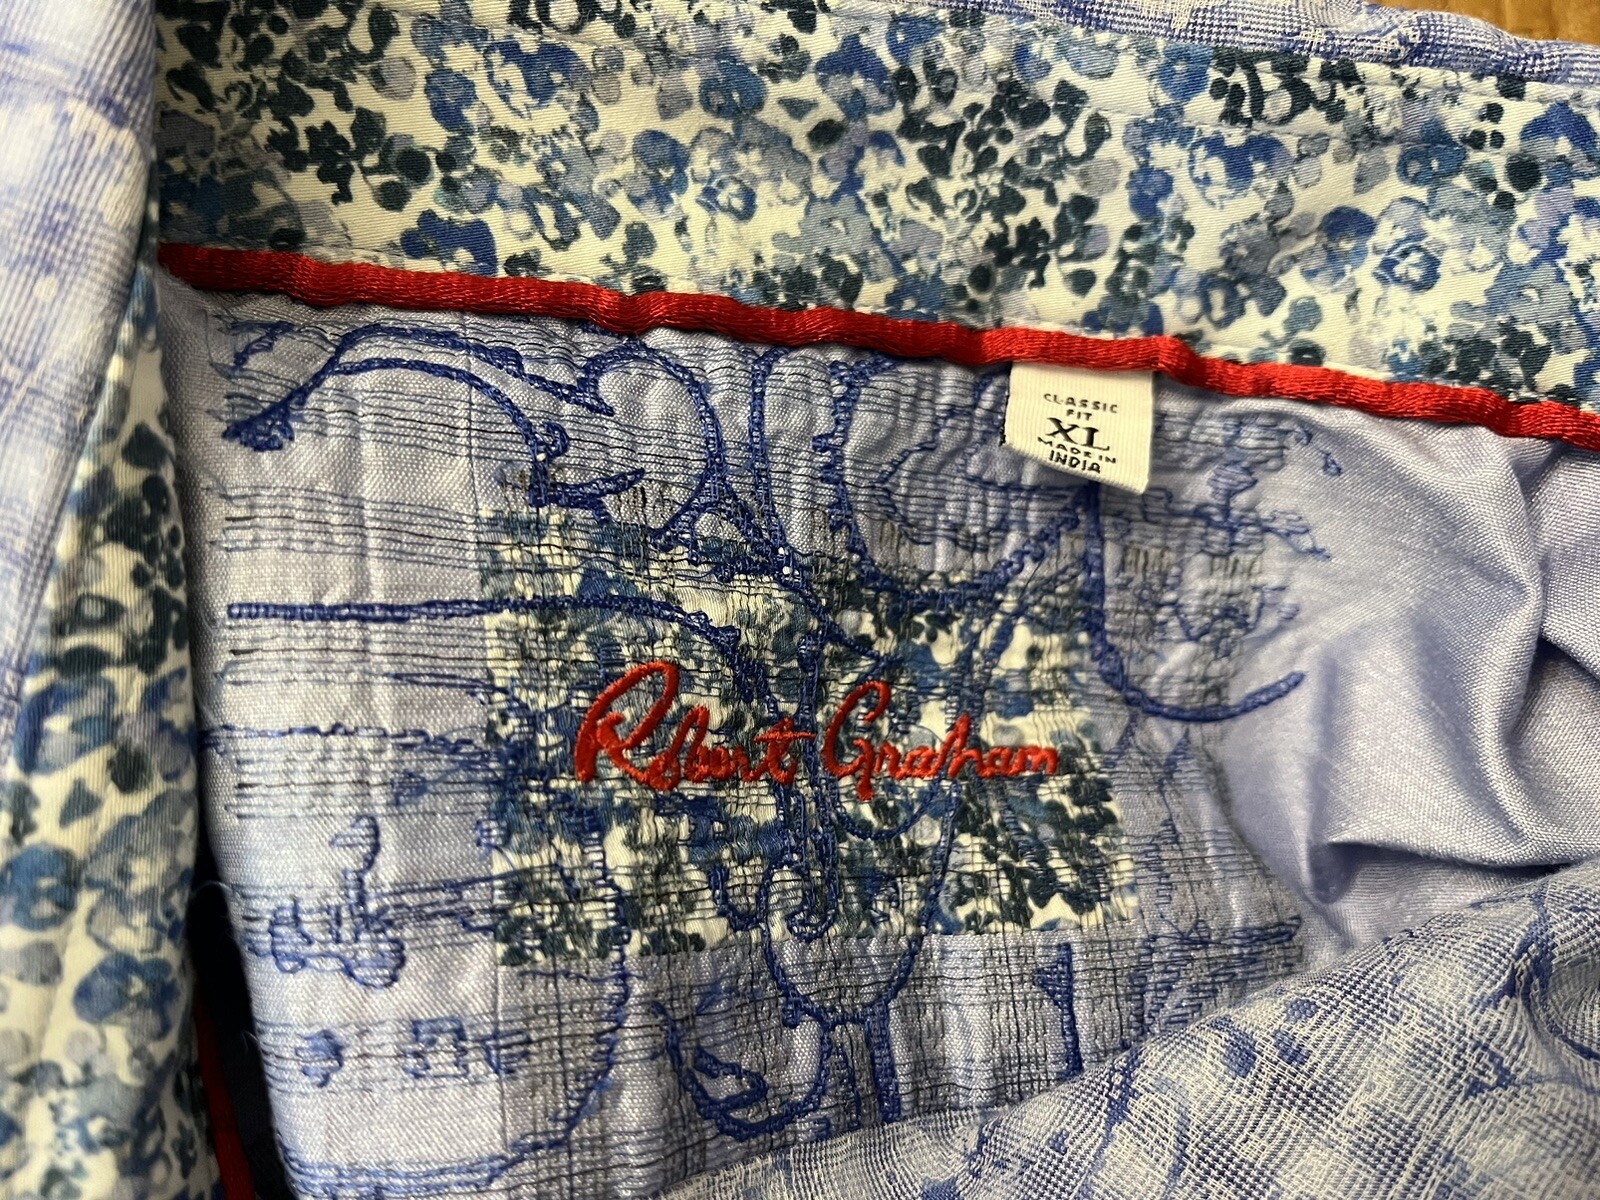 CLASSIC
FIT
XL
MADE IN
INDIA
Robert Graham